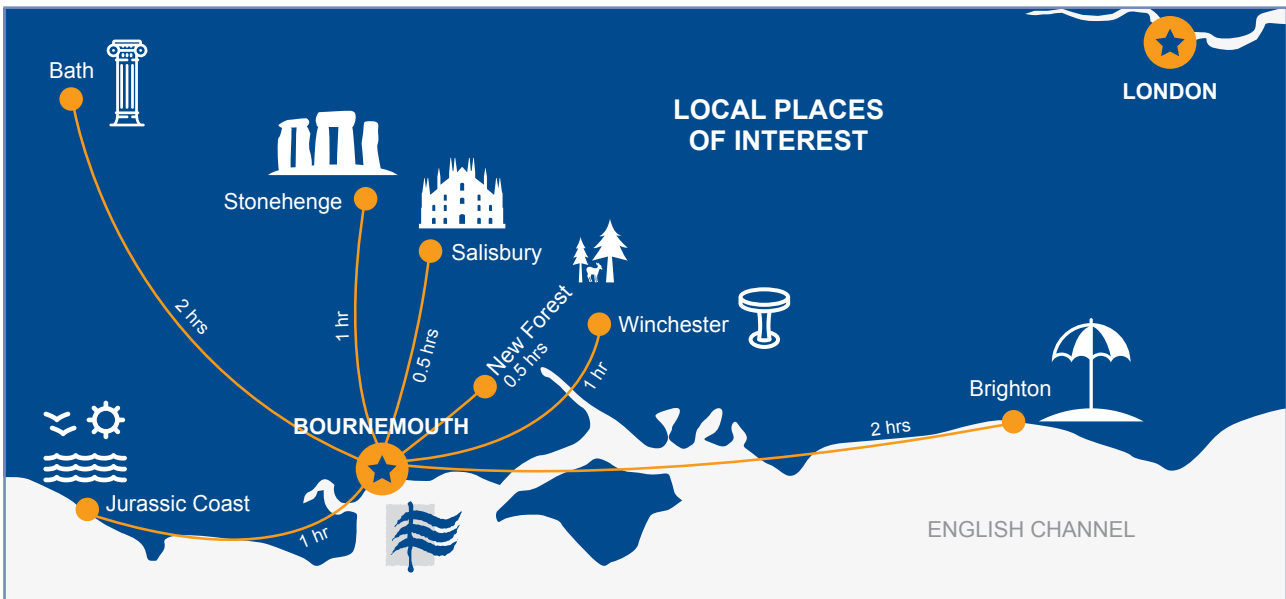 Bath
LONDON
LOCAL PLACES
OF INTEREST
Stonehenge
Salisbury
2 hrs
1 hr
0.5 hrs
New Forest
0.5 hrs
Winchester
1 hr
Brighton
2 hrs
BOURNEMOUTH
Jurassic Coast
1 hr
ENGLISH CHANNEL